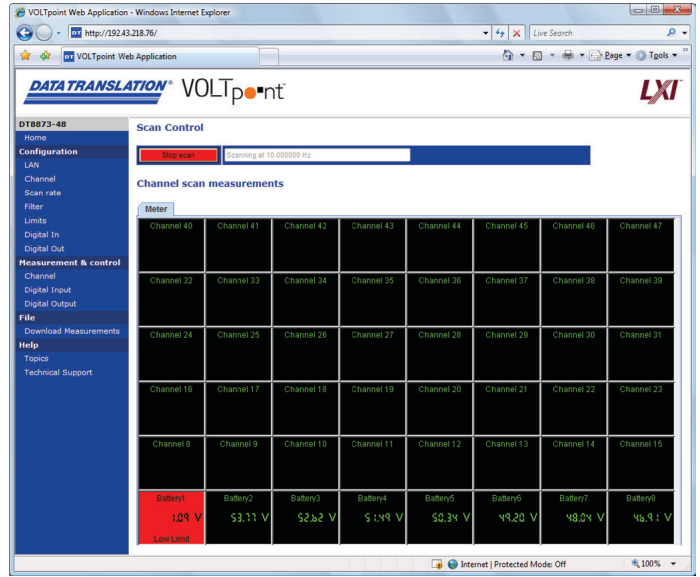 VOLTpoint Web Application - Windows Internet Explorer
http://192.43.218.76/
Live Search
VOLTpoint Web Application
Page Tools
DATA TRANSLATION® VOLTpoint™
LXI
DT8873-48
Home
Configuration
LAN
Channel
Scan rate
Filter
Limits
Digital In
Digital Out
Measurement & control
Channel
Digital Input
Digital Output
File
Download Measurements
Help
Topics
Technical Support
Scan Control
Stop scan Scanning at 10.000000 Hz
Channel scan measurements
Meter
Channel 40 Channel 41 Channel 42 Channel 43 Channel 44 Channel 45 Channel 46 Channel 47
Channel 32 Channel 33 Channel 34 Channel 35 Channel 36 Channel 37 Channel 38 Channel 39
Channel 24 Channel 25 Channel 26 Channel 27 Channel 28 Channel 29 Channel 30 Channel 31
Channel 16 Channel 17 Channel 18 Channel 19 Channel 20 Channel 21 Channel 22 Channel 23
Channel 8 Channel 9 Channel 10 Channel 11 Channel 12 Channel 13 Channel 14 Channel 15
Battery1 Battery2 Battery3 Battery4 Battery5 Battery6 Battery7 Battery8
1.09 V 53.77 V 52.62 V 51.49 V 50.34 V 49.20 V 48.04 V 46.91 V
Low Limit
Internet | Protected Mode: Off 100%